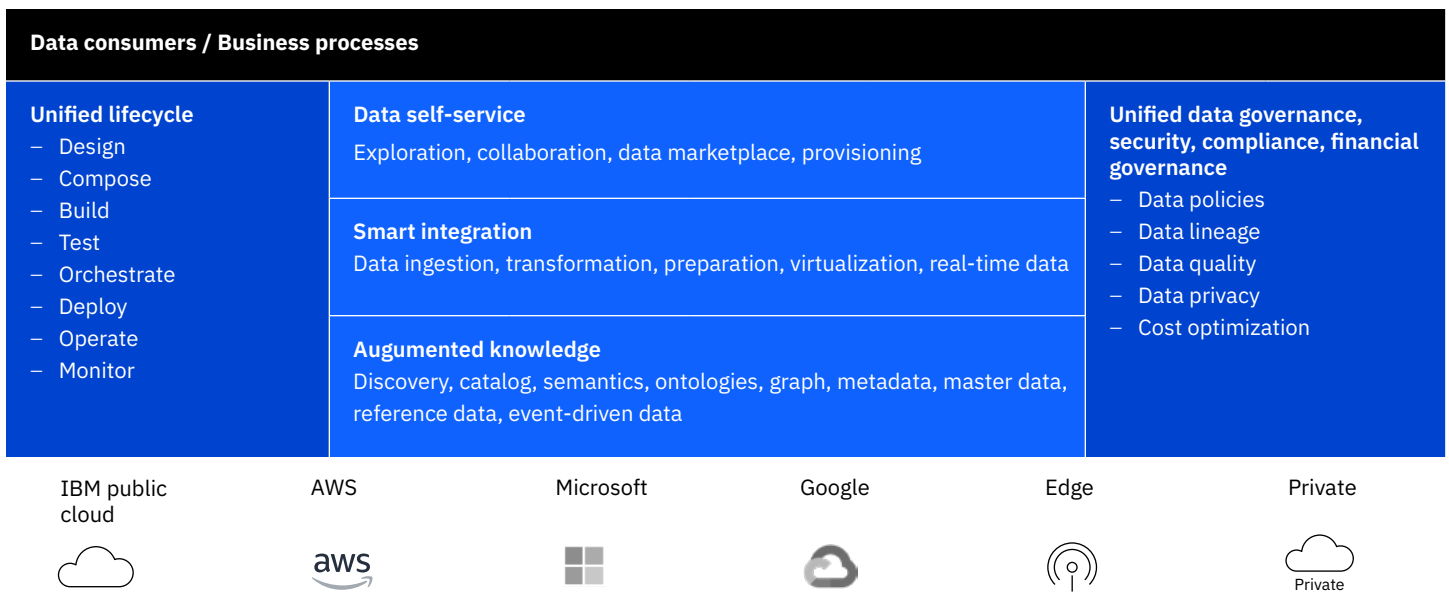 Data consumers / Business processes
Unified lifecycle
– Design
– Compose
– Build
– Test
– Orchestrate
– Deploy
– Operate
– Monitor
Data self-service
Exploration, collaboration, data marketplace, provisioning
Smart integration
Data ingestion, transformation, preparation, virtualization, real-time data
Augumented knowledge
Discovery, catalog, semantics, ontologies, graph, metadata, master data,
reference data, event-driven data
Unified data governance,
security, compliance, financial
governance
– Data policies
– Data lineage
– Data quality
– Data privacy
– Cost optimization
IBM public
cloud
AWS
aws
Microsoft
Google
Edge
Private
Private